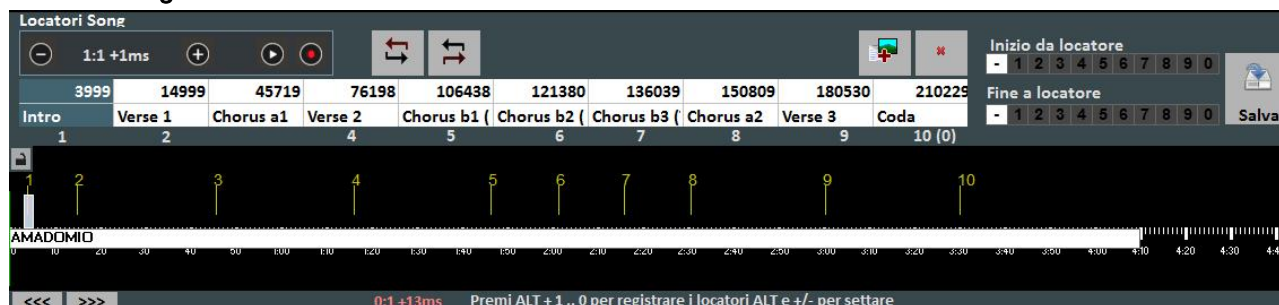 Locatori Song
1:1 +1ms
Inizio da locatore
- 1 2 3 4 5 6 7 8 9 0
3999 14999 45719 76198 106438 121380 136039 150809 180530 210229
Fine a locatore
Intro Verse 1 Chorus a1 Verse 2 Chorus b1 ( Chorus b2 ( Chorus b3 ( Chorus a2 Verse 3 Coda
- 1 2 3 4 5 6 7 8 9 0 Salva
1 2 4 5 6 7 8 9 10 (0)
1 2 3 4 5 6 7 8 9 10
AMADOMIO
0 10 20 30 40 50 1:00 1:10 1:20 1:30 1:40 1:50 2:00 2:10 2:20 2:30 2:40 2:50 3:00 3:10 3:20 3:30 3:40 3:50 4:00 4:10 4:20 4:30 4:4
<<< >>> 0:1 +13ms Premi ALT + 1 .. 0 per registrare i locatori ALT e +/- per settare